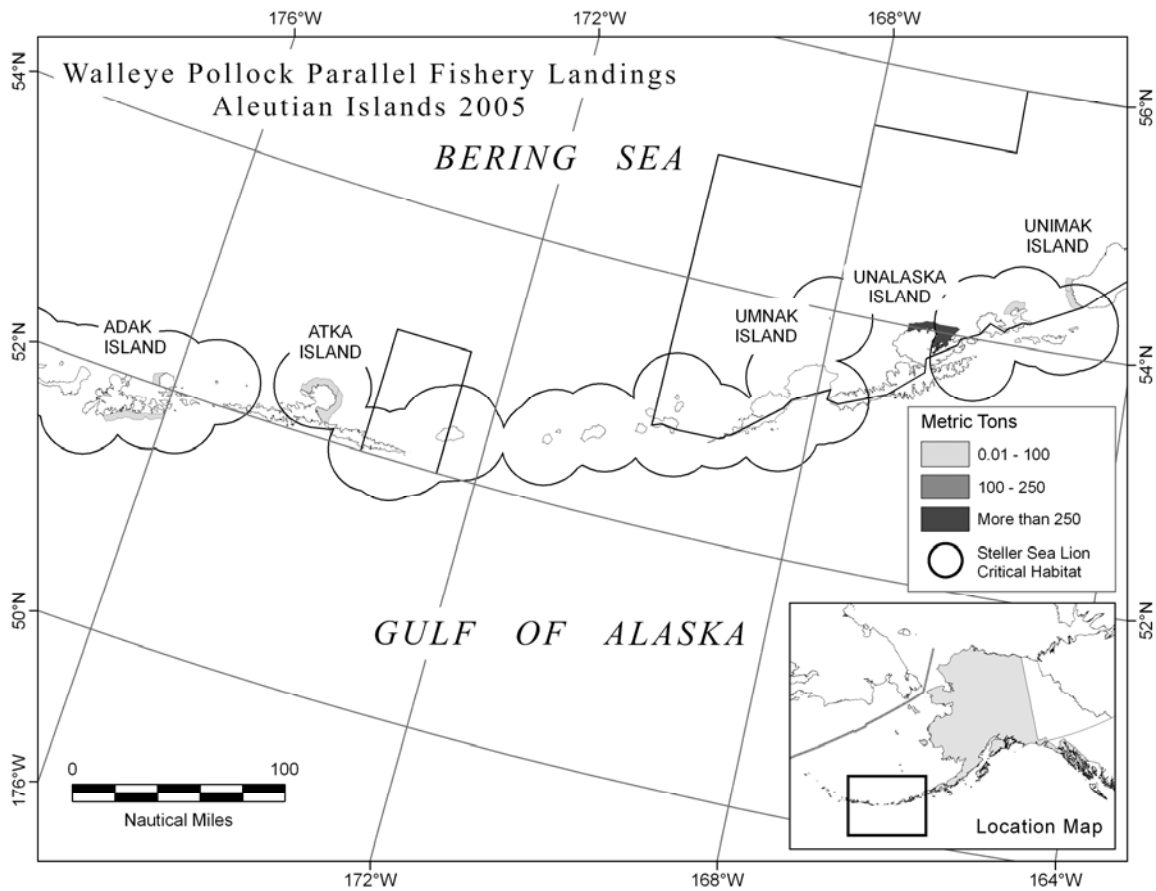 176°W
172°W
168°W
54°N
Walleye Pollock Parallel Fishery Landings
Aleutian Islands 2005
56°N
BERING SEA
UNIMAK
ISLAND
UNALASKA
ISLAND
UMNAK
ISLAND
ADAK
ISLAND
ATKA
ISLAND
52°N
54°N
Metric Tons
0.01 - 100
100 - 250
More than 250
Steller Sea Lion
Critical Habitat
50°N
GULF OF ALASKA
52°N
0 100
Nautical Miles
176°W
Location Map
172°W
168°W
164°W